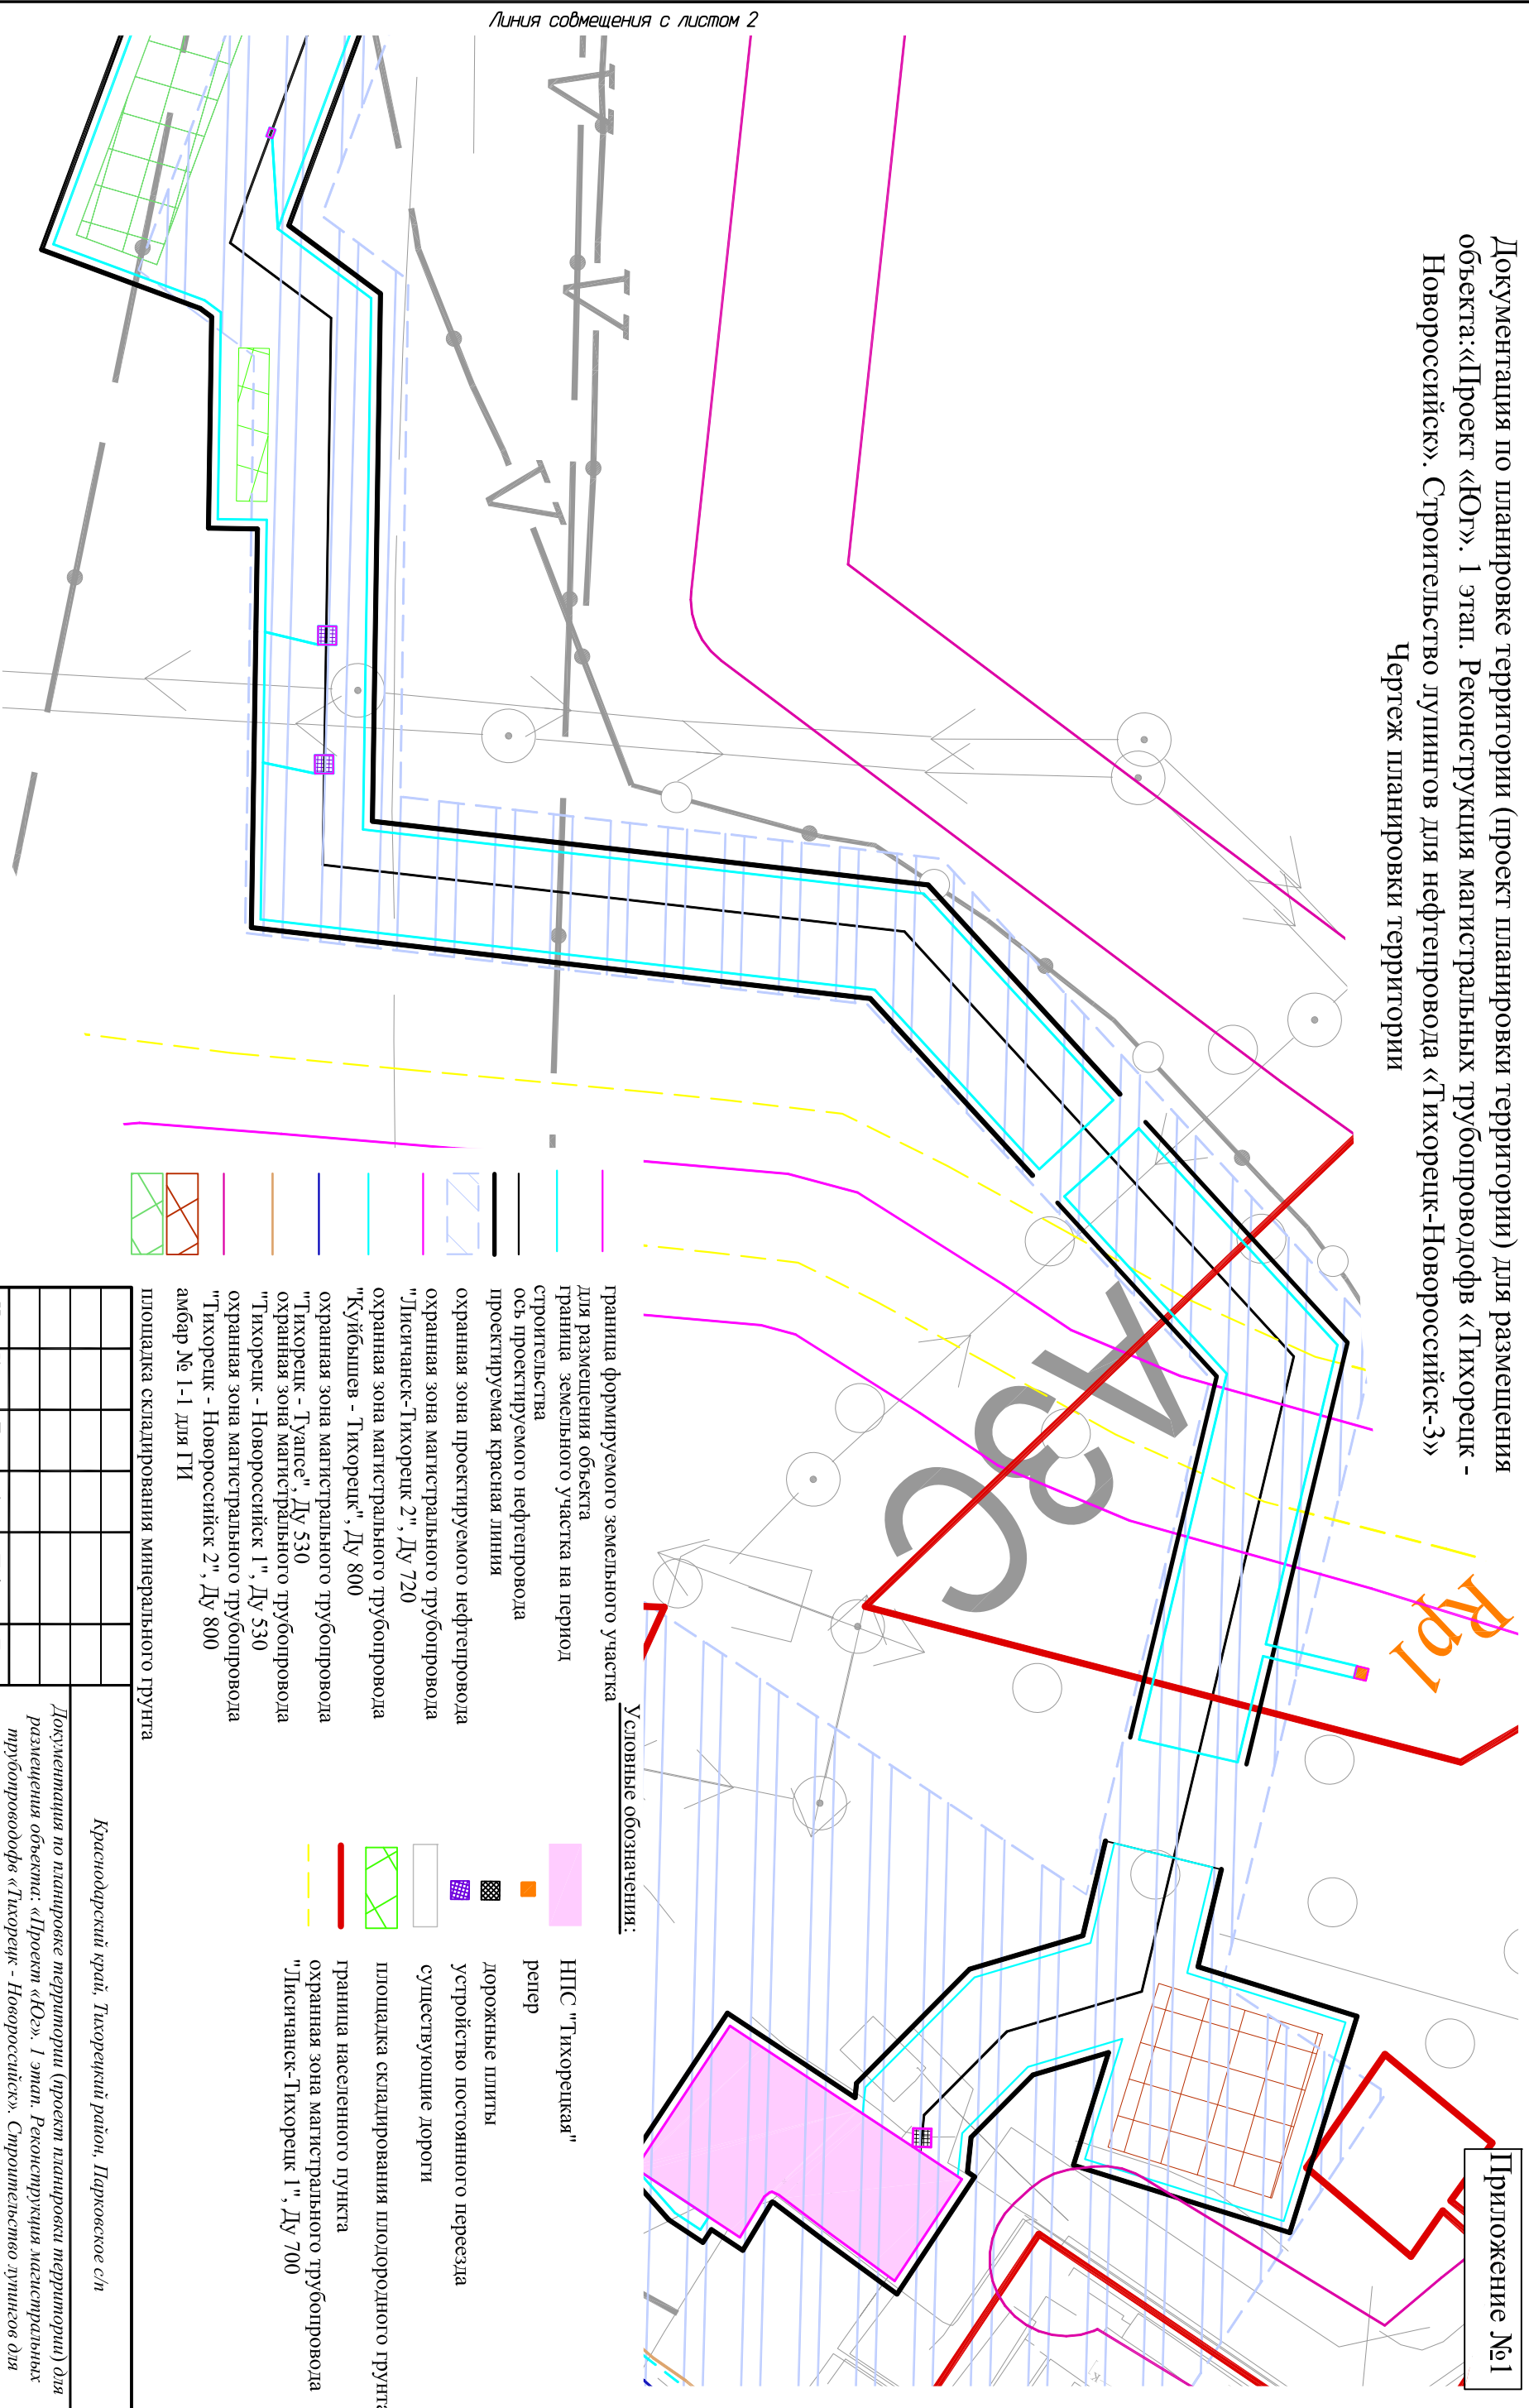 Линия совмещения с листом 2
Приложение №1
Документация по планировке территории (проект планировки территории) для размещения
объекта:«Проект «Юг». 1 этап. Реконструкция магистральных трубопроводофв «Тихорецк -
Новороссийск». Строительство лупингов для нефтепровода «Тихорецк-Новороссийск-3»
Чертеж планировки территории
Д
Д
Д
АЗС
Rp1
Условные обозначения:
граница формируемого земельного участка
для размещения объекта
граница земельного участка на период
строительства
ось проектируемого нефтепровода
проектируемая красная линия
охранная зона проектируемого нефтепровода
охранная зона магистрального трубопровода
"Лисичанск-Тихорецк 2", Ду 720
охранная зона магистрального трубопровода
"Куйбышев - Тихорецк", Ду 800
охранная зона магистрального трубопровода
"Тихорецк - Туапсе", Ду 530
охранная зона магистрального трубопровода
"Тихорецк - Новороссийск 1", Ду 530
охранная зона магистрального трубопровода
"Тихорецк - Новороссийск 2", Ду 800
амбар № 1-1 для ГИ
площадка складирования минерального грунта
НПС "Тихорецкая"
репер
дорожные плиты
устройство постоянного переезда
существующие дороги
площадка складирования плодородного грунта
граница населенного пункта
охранная зона магистрального трубопровода
"Лисичанск-Тихорецк 1", Ду 700
Краснодарский край, Тихорецкий район, Парковское с/п
Документация по планировке территории (проект планировки территории) для
размещения объекта: «Проект «Юг». 1 этап. Реконструкция магистральных
трубопроводофв «Тихорецк - Новороссийск». Строительство лупингов для